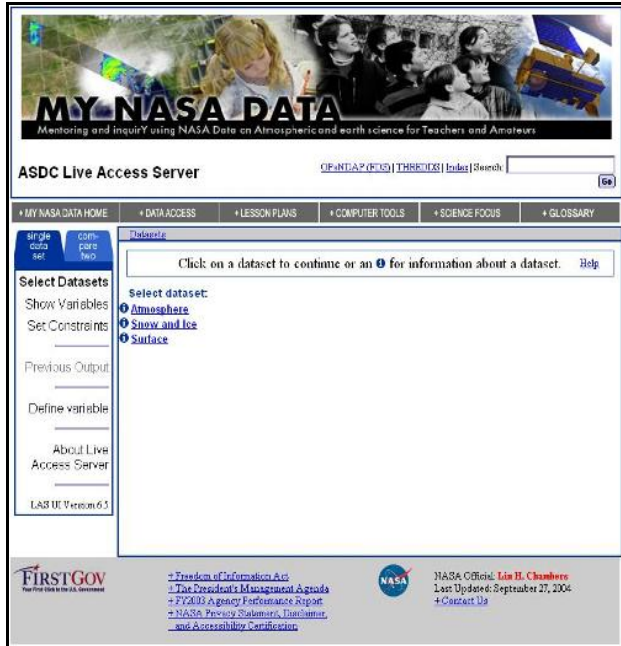 MY NASA DATA
Mentoring and inquirY using NASA Data on Atmospheric and earth science for Teachers and Amateurs
ASDC Live Access Server
OPeNDAP (FDS) | THREDDS | Index | Search:
Go
+ MY NASA DATA HOME
+ DATA ACCESS
+ LESSON PLANS
+ COMPUTER TOOLS
+ SCIENCE FOCUS
+ GLOSSARY
single
data
set
com-
pare
two
Datasets
Click on a dataset to continue or an i for information about a dataset.
Help
Select Datasets
Show Variables
Set Constraints
Previous Output
Define variable
About Live
Access Server
LAS UI Version 6.5
Select dataset:
Atmosphere
Snow and Ice
Surface
FIRSTGOV
Your First Click to the U.S. Government
+ Freedom of Information Act
+ The President's Management Agenda
+ FY2003 Agency Performance Report
+ NASA Privacy Statement, Disclaimer,
and Accessibility Certification
NASA
NASA Official: Lin H. Chambers
Last Updated: September 27, 2004
+ Contact Us